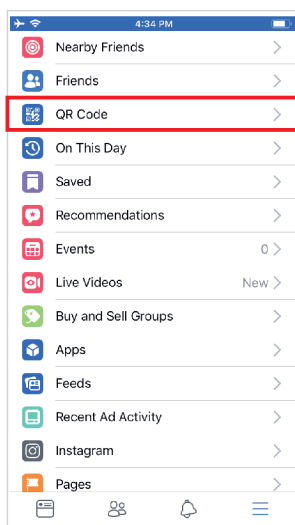 4:34 PM
Nearby Friends
Friends
QR Code
On This Day
Saved
Recommendations
Events 0
Live Videos New
Buy and Sell Groups
Apps
Feeds
Recent Ad Activity
Instagram
Pages